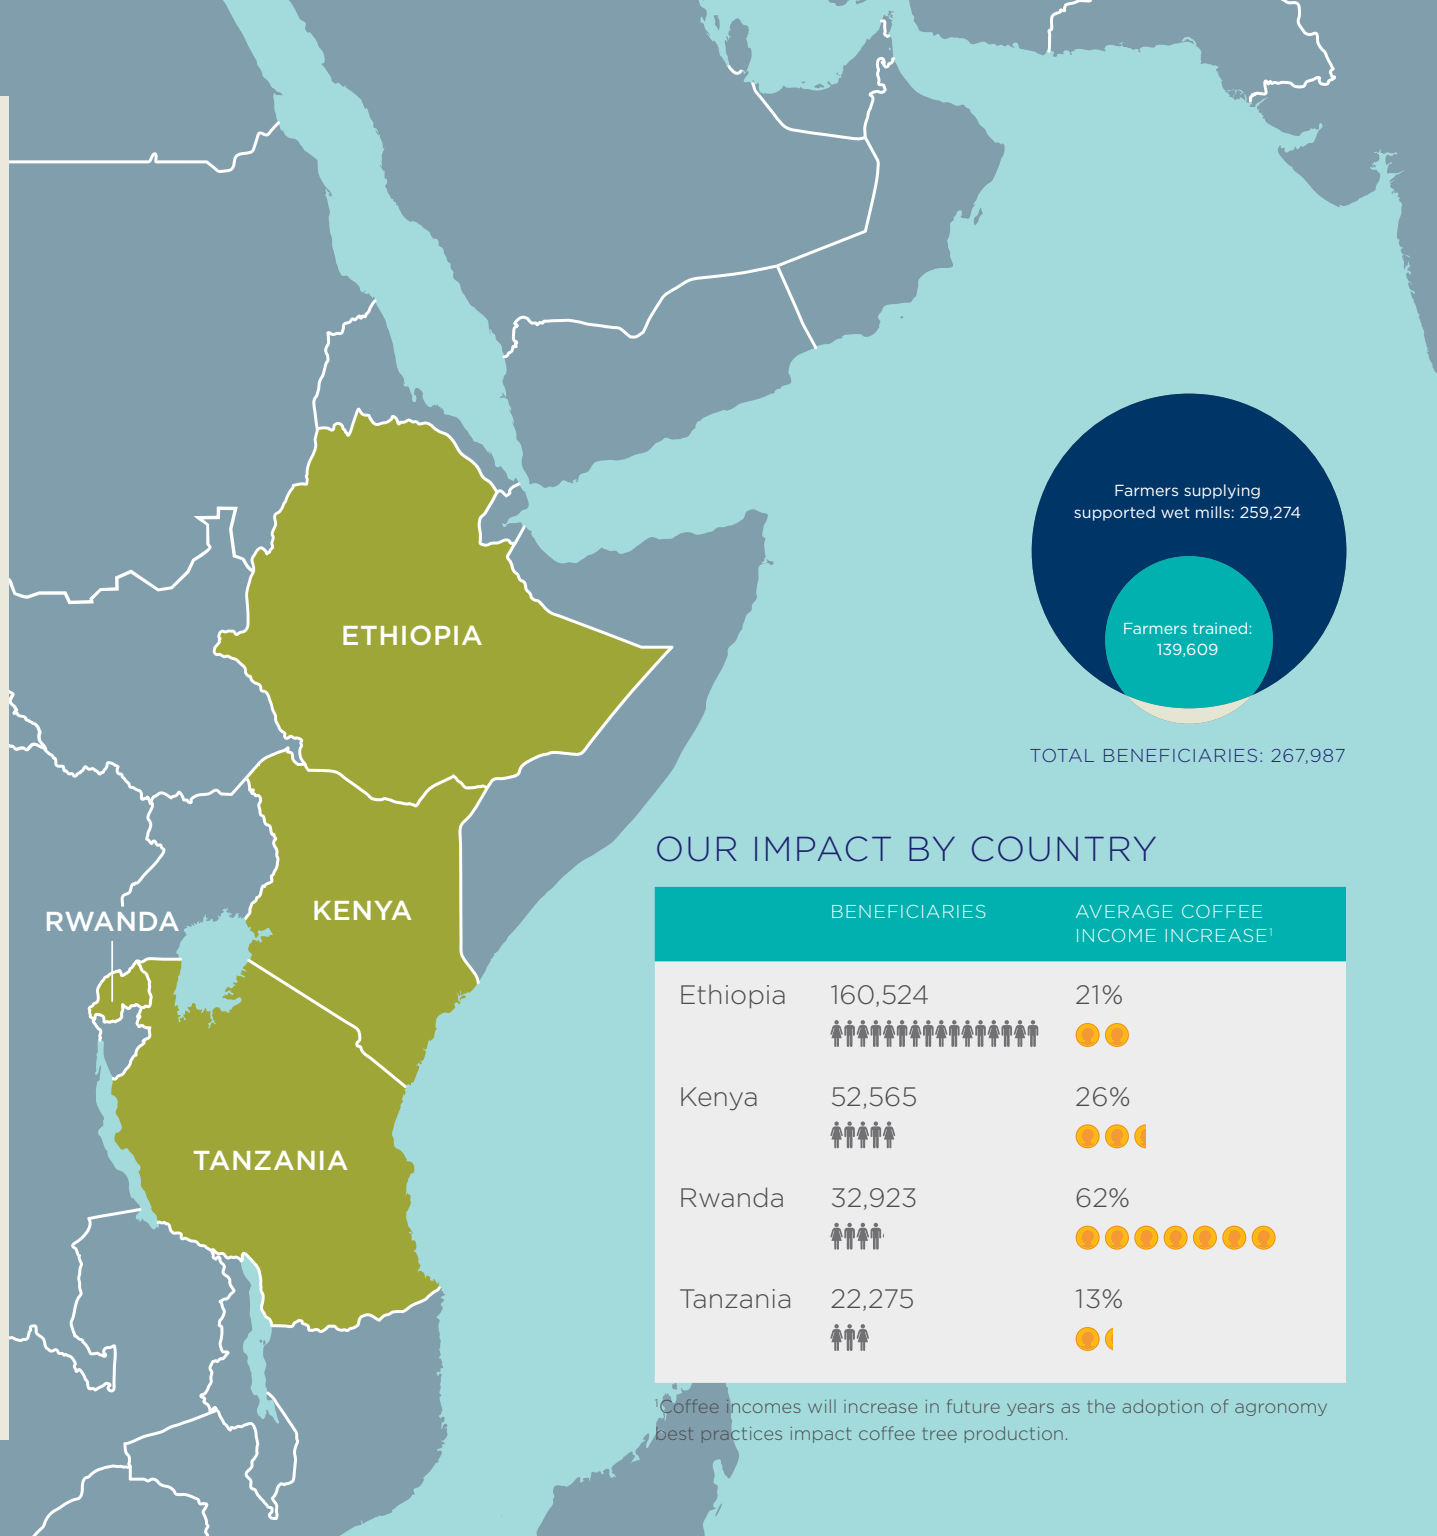 ETHIOPIA
KENYA
RWANDA
TANZANIA
Farmers supplying
supported wet mills: 259,274
Farmers trained:
139,609
TOTAL BENEFICIARIES: 267,987
OUR IMPACT BY COUNTRY
BENEFICIARIES AVERAGE COFFEE
INCOME INCREASE¹
Ethiopia 160,524 21%
Kenya 52,565 26%
Rwanda 32,923 62%
Tanzania 22,275 13%
¹Coffee incomes will increase in future years as the adoption of agronomy
best practices impact coffee tree production.